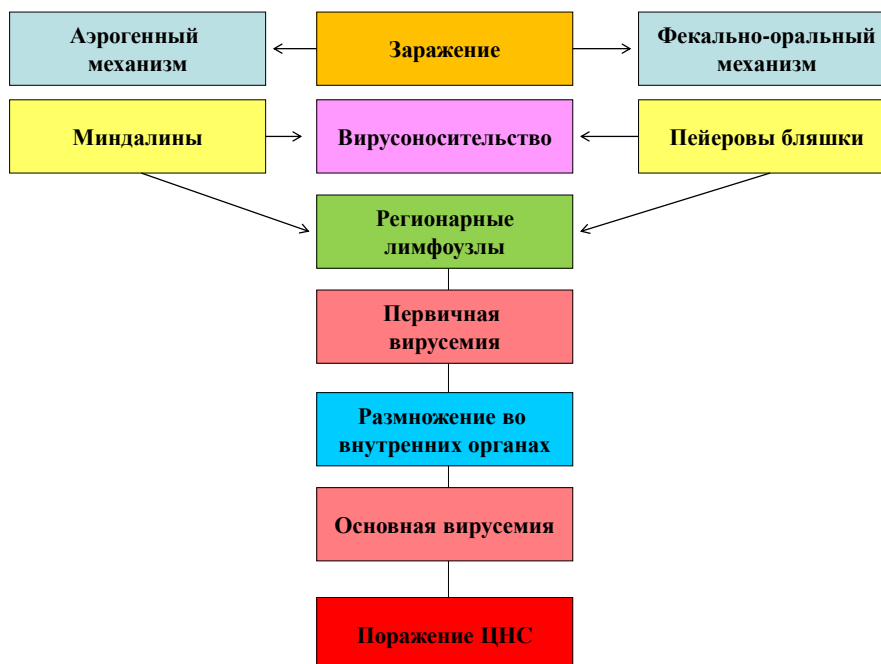 Аэрогенный
механизм
Заражение
Фекально-оральный
механизм
Миндалины
Вирусоносительство
Пейеровы бляшки
Регионарные
лимфоузлы
Первичная
вирусемия
Размножение во
внутренних органах
Основная вирусемия
Поражение ЦНС